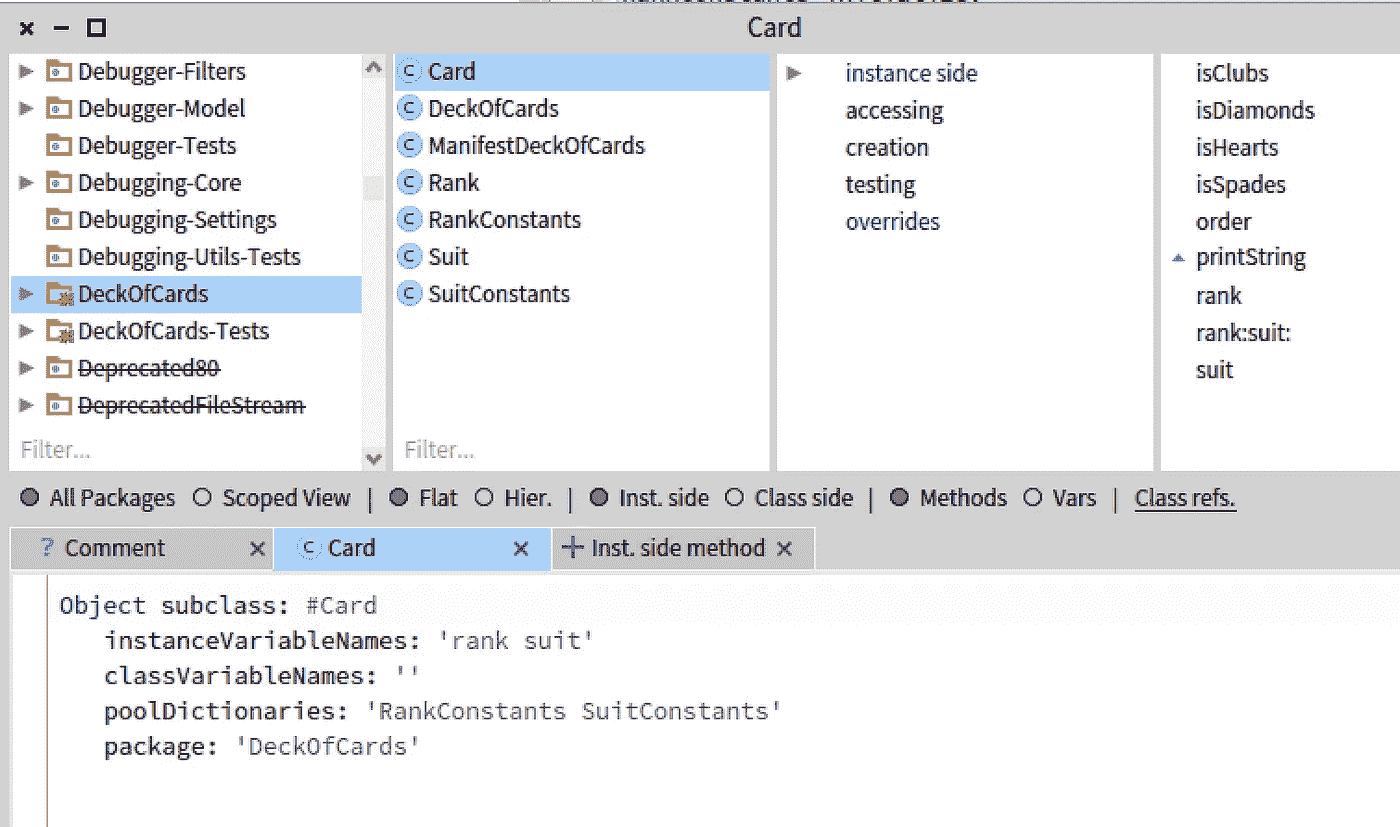 Card
Debugger-Filters
Debugger-Model
Debugger-Tests
Debugging-Core
Debugging-Settings
Debugging-Utils-Tests
DeckOfCards
DeckOfCards-Tests
Deprecated80
DeprecatedFileStream
Filter...
C Card
C DeckOfCards
C ManifestDeckOfCards
C Rank
C RankConstants
C Suit
C SuitConstants
Filter...
instance side
accessing
creation
testing
overrides
isClubs
isDiamonds
isHearts
isSpades
order
printString
rank
rank:suit:
suit
All Packages Scoped View | Flat Hier. | Inst. side Class side | Methods Vars | Class refs.
? Comment × C Card × + Inst. side method ×
Object subclass: #Card
instanceVariableNames: 'rank suit'
classVariableNames: ''
poolDictionaries: 'RankConstants SuitConstants'
package: 'DeckOfCards'